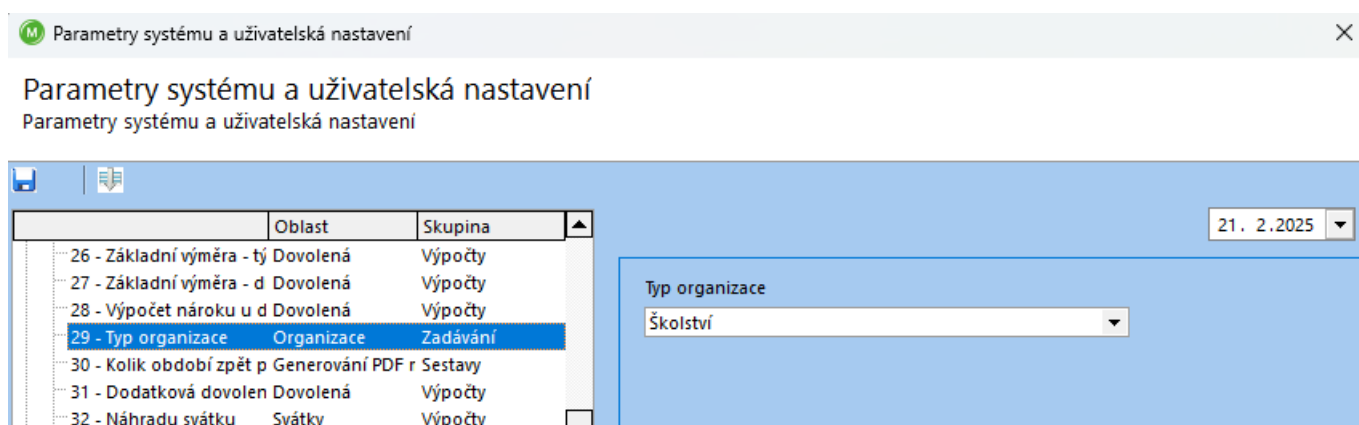 M Parametry systému a uživatelská nastavení
Parametry systému a uživatelská nastavení
Parametry systému a uživatelská nastavení
Oblast Skupina
21. 2.2025
26 - Základní výměra - tý Dovolená Výpočty
27 - Základní výměra - d Dovolená Výpočty
Typ organizace
28 - Výpočet nároku u d Dovolená Výpočty
Školství
29 - Typ organizace Organizace Zadávání
30 - Kolik období zpět p Generování PDF r Sestavy
31 - Dodatková dovolen Dovolená Výpočty
32 - Náhradu svátku Svátky Výpočty